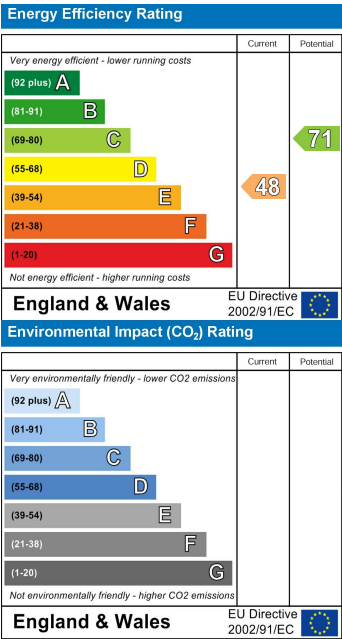 Energy Efficiency Rating
Current Potential
Very energy efficient - lower running costs
(92 plus) A
(81-91) B
(69-80) C
71
(55-68) D
48
(39-54) E
(21-38) F
(1-20) G
Not energy efficient - higher running costs
England & Wales
EU Directive
2002/91/EC
Environmental Impact (CO₂) Rating
Current Potential
Very environmentally friendly - lower CO2 emissions
(92 plus) A
(81-91) B
(69-80) C
(55-68) D
(39-54) E
(21-38) F
(1-20) G
Not environmentally friendly - higher CO2 emissions
England & Wales
EU Directive
2002/91/EC